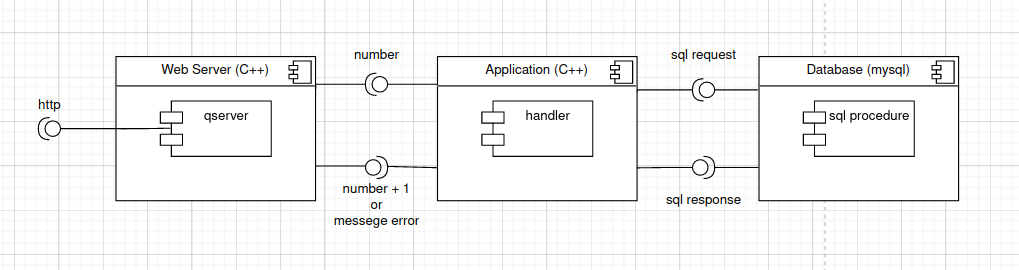 number
sql request
Web Server (C++)
Application (C++)
Database (mysql)
http
qserver
handler
sql procedure
number + 1
or
messege error
sql response